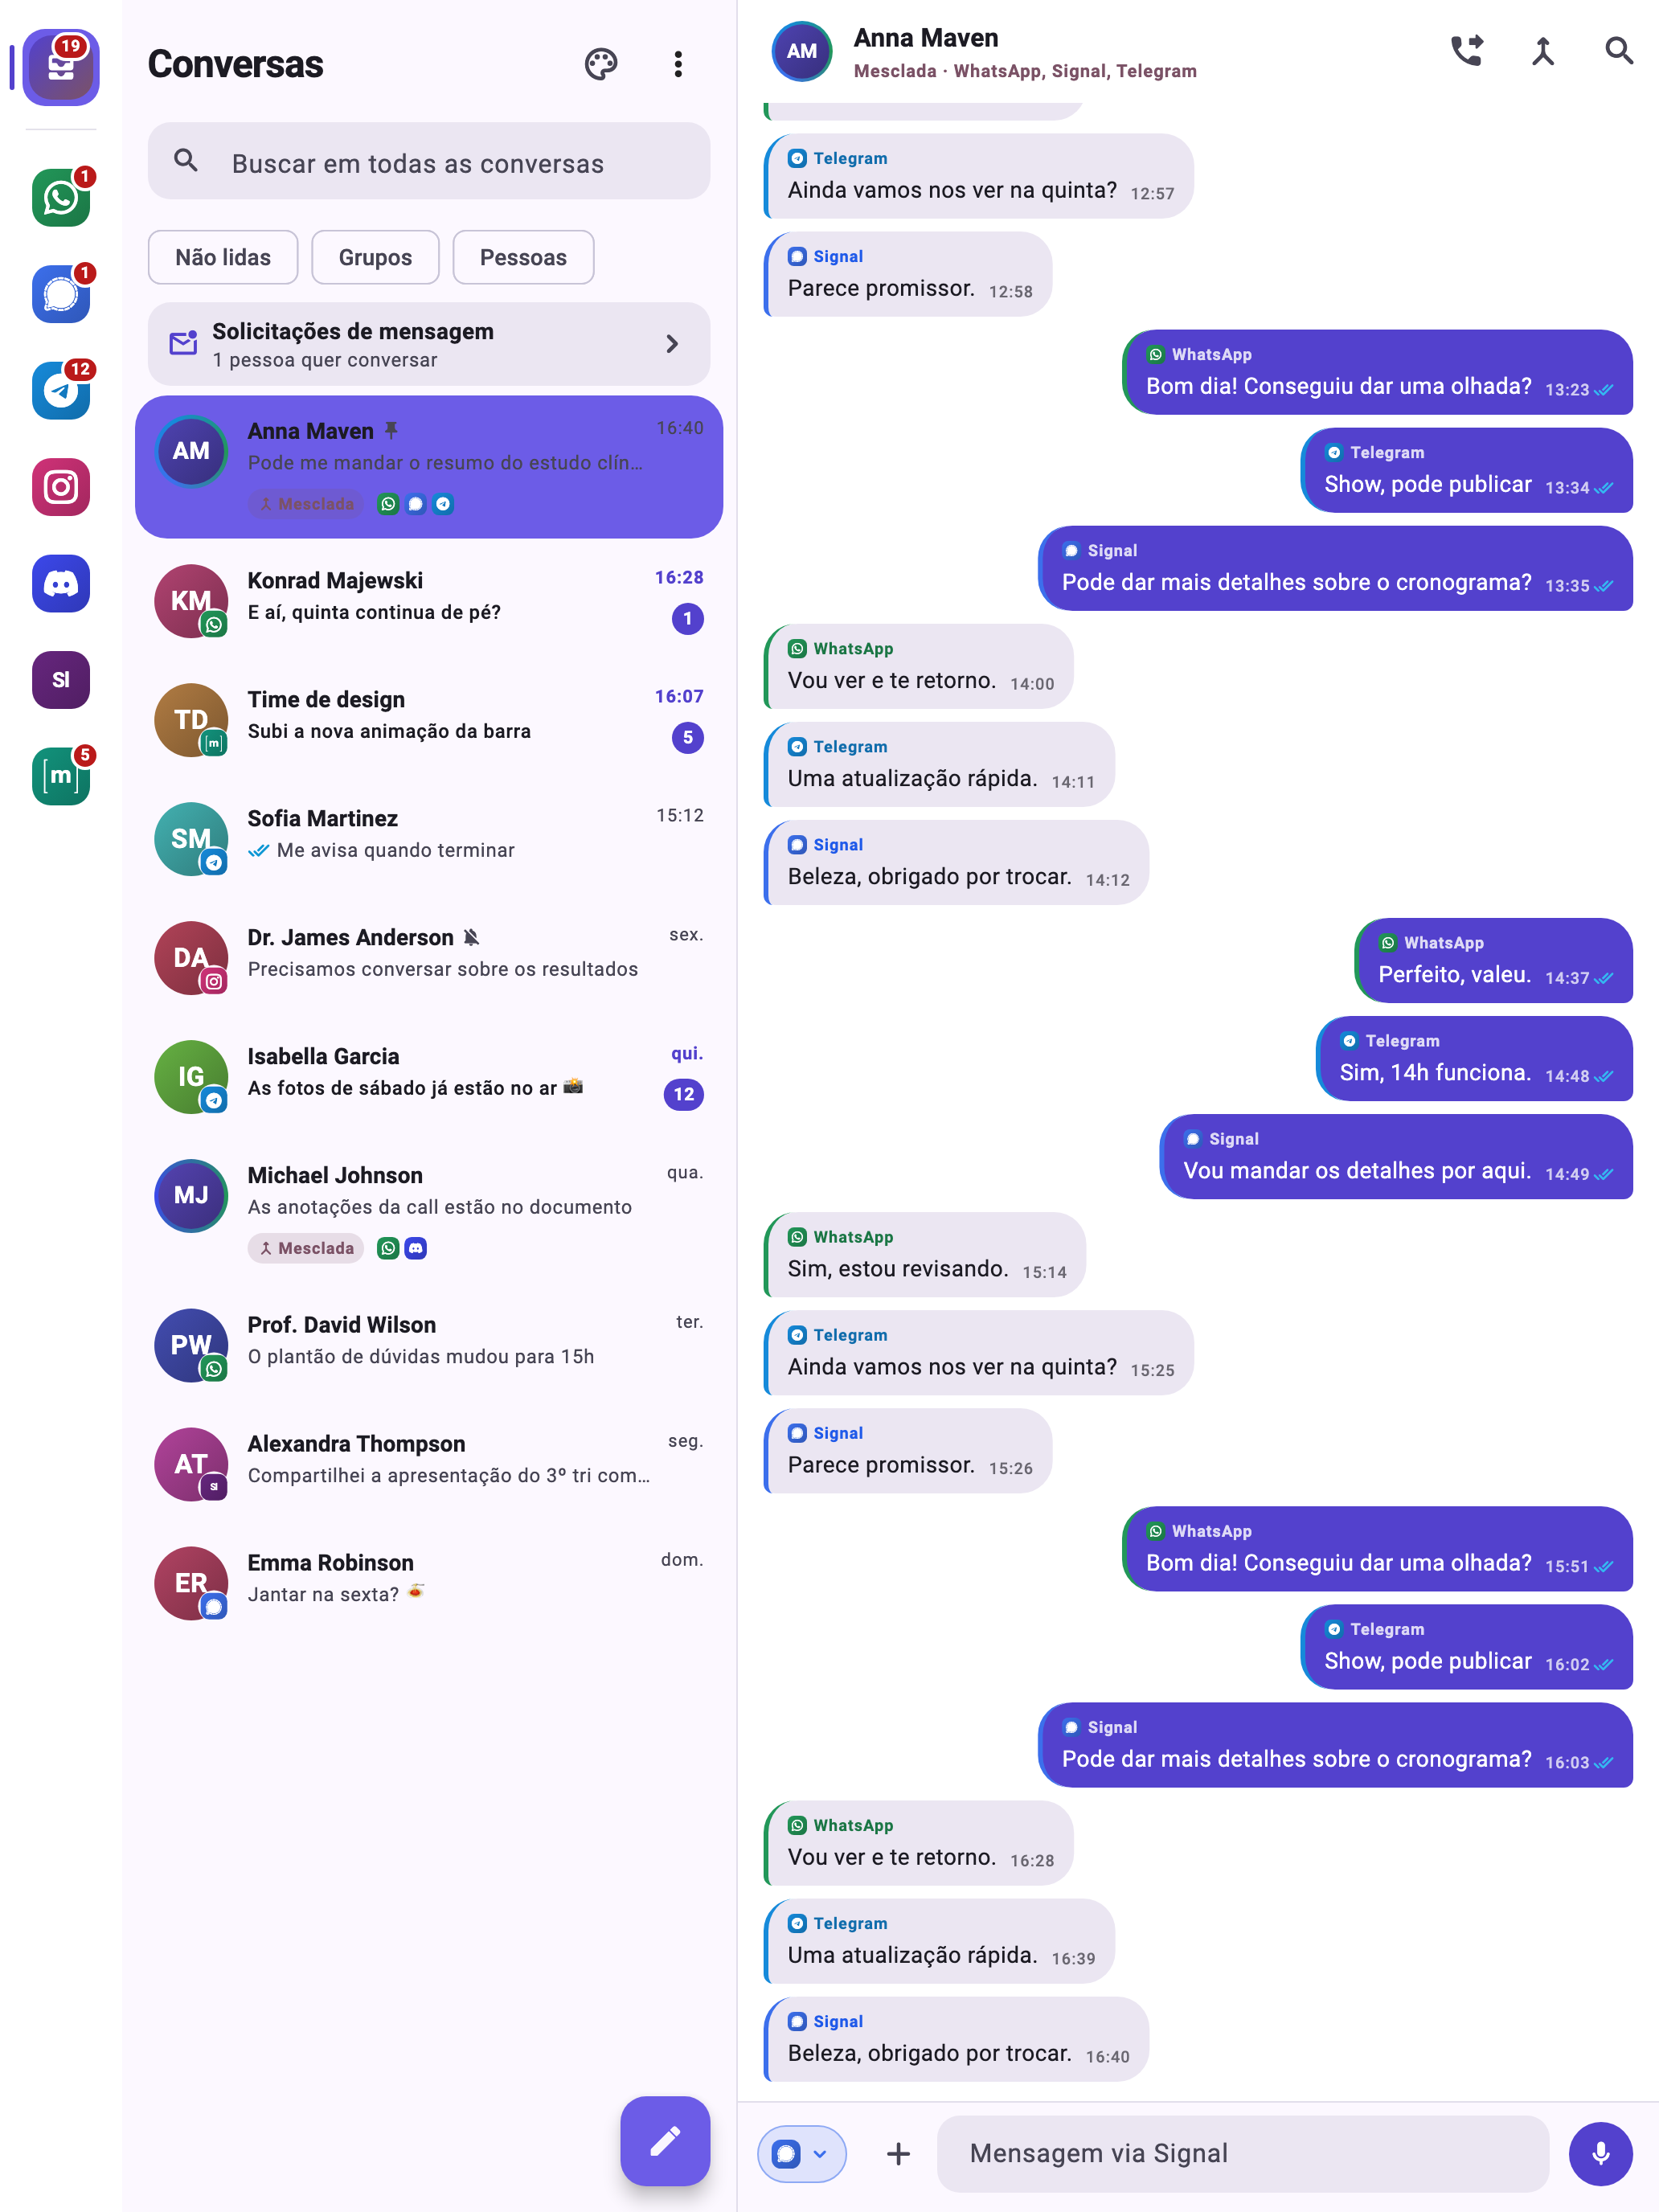 19
1
1
12
Sl
[m]
5
Conversas
Buscar em todas as conversas
Não lidas
Grupos
Pessoas
Solicitações de mensagem
1 pessoa quer conversar
AM
Anna Maven
16:40
Pode me mandar o resumo do estudo clín…
Mesclada
KM
Konrad Majewski
16:28
E aí, quinta continua de pé?
1
TD
[m]
Time de design
16:07
Subi a nova animação da barra
5
SM
Sofia Martinez
15:12
Me avisa quando terminar
DA
Dr. James Anderson
sex.
Precisamos conversar sobre os resultados
IG
Isabella Garcia
qui.
As fotos de sábado já estão no ar
12
MJ
Michael Johnson
qua.
As anotações da call estão no documento
Mesclada
PW
Prof. David Wilson
ter.
O plantão de dúvidas mudou para 15h
AT
Sl
Alexandra Thompson
seg.
Compartilhei a apresentação do 3º tri com…
ER
Emma Robinson
dom.
Jantar na sexta?
AM
Anna Maven
Mesclada · WhatsApp, Signal, Telegram
Telegram
Ainda vamos nos ver na quinta? 12:57
Signal
Parece promissor. 12:58
WhatsApp
Bom dia! Conseguiu dar uma olhada? 13:23
Telegram
Show, pode publicar 13:34
Signal
Pode dar mais detalhes sobre o cronograma? 13:35
WhatsApp
Vou ver e te retorno. 14:00
Telegram
Uma atualização rápida. 14:11
Signal
Beleza, obrigado por trocar. 14:12
WhatsApp
Perfeito, valeu. 14:37
Telegram
Sim, 14h funciona. 14:48
Signal
Vou mandar os detalhes por aqui. 14:49
WhatsApp
Sim, estou revisando. 15:14
Telegram
Ainda vamos nos ver na quinta? 15:25
Signal
Parece promissor. 15:26
WhatsApp
Bom dia! Conseguiu dar uma olhada? 15:51
Telegram
Show, pode publicar 16:02
Signal
Pode dar mais detalhes sobre o cronograma? 16:03
WhatsApp
Vou ver e te retorno. 16:28
Telegram
Uma atualização rápida. 16:39
Signal
Beleza, obrigado por trocar. 16:40
Mensagem via Signal